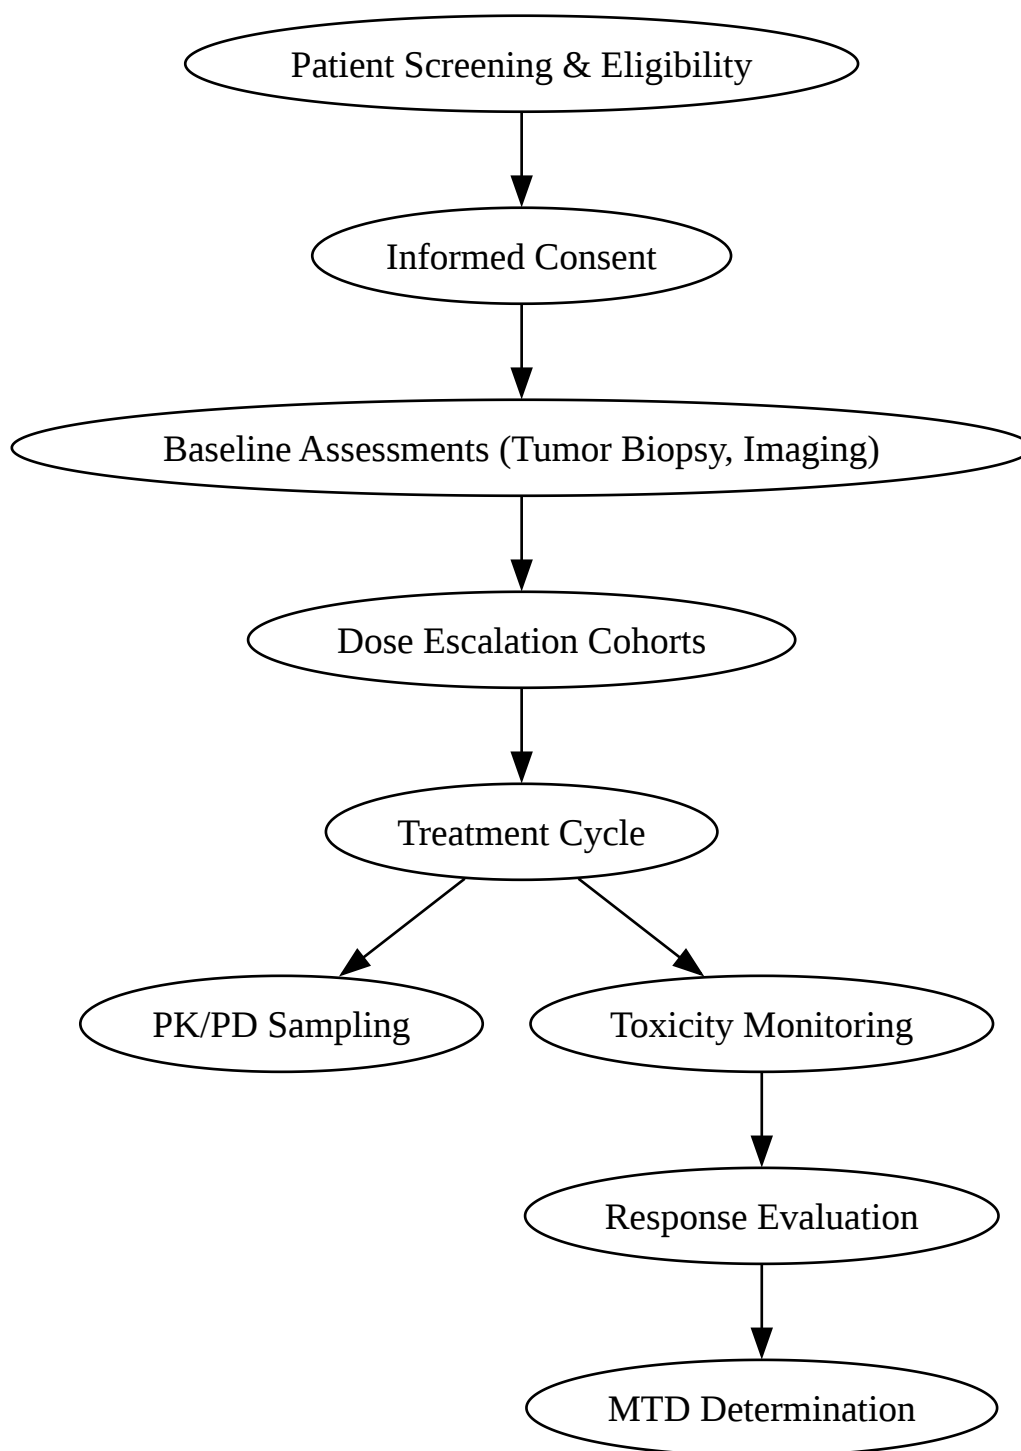 Patient Screening & Eligibility
Informed Consent
Baseline Assessments (Tumor Biopsy, Imaging)
Dose Escalation Cohorts
Treatment Cycle
PK/PD Sampling
Toxicity Monitoring
Response Evaluation
MTD Determination